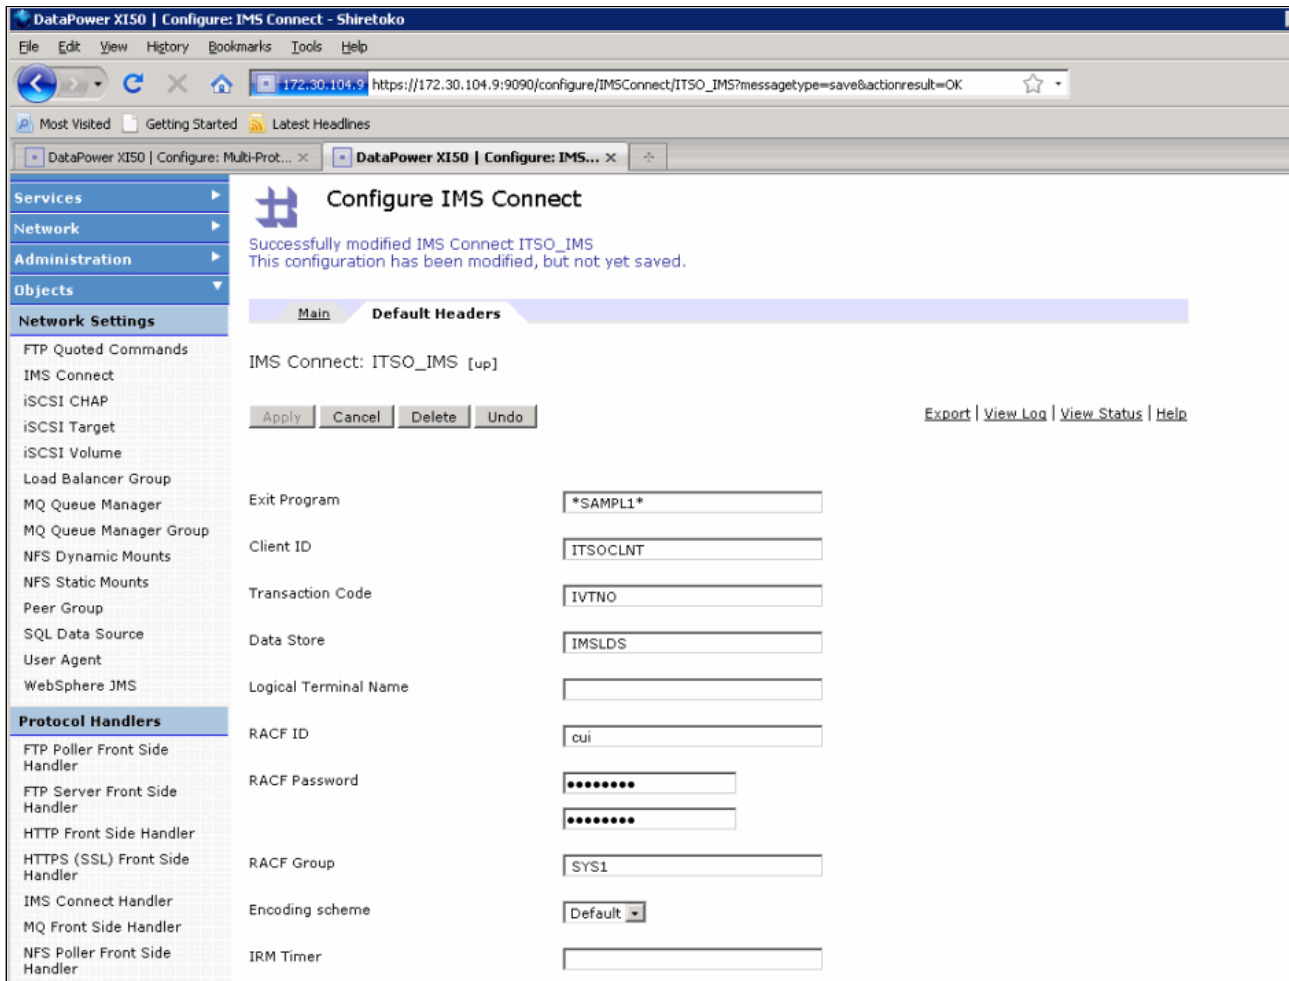 DataPower XI50 | Configure: IMS Connect - Shiretoko
File Edit View History Bookmarks Tools Help
172.30.104.9 https://172.30.104.9:9090/configure/IMSConnect/ITSO_IMS?messagetype=save&actionresult=OK
Most Visited Getting Started Latest Headlines
DataPower XI50 | Configure: Multi-Prot... DataPower XI50 | Configure: IMS...
Services
Network
Administration
Objects
Network Settings
FTP Quoted Commands
IMS Connect
iSCSI CHAP
iSCSI Target
iSCSI Volume
Load Balancer Group
MQ Queue Manager
MQ Queue Manager Group
NFS Dynamic Mounts
NFS Static Mounts
Peer Group
SQL Data Source
User Agent
WebSphere JMS
Protocol Handlers
FTP Poller Front Side
Handler
FTP Server Front Side
Handler
HTTP Front Side Handler
HTTPS (SSL) Front Side
Handler
IMS Connect Handler
MQ Front Side Handler
NFS Poller Front Side
Handler
Configure IMS Connect
Successfully modified IMS Connect ITSO_IMS
This configuration has been modified, but not yet saved.
Main Default Headers
IMS Connect: ITSO_IMS [up]
Apply Cancel Delete Undo
Export | View Log | View Status | Help
Exit Program *SAMPL1*
Client ID ITSOCLNT
Transaction Code IVTNO
Data Store IMSLDS
Logical Terminal Name
RACF ID cui
RACF Password ••••••••
••••••••
RACF Group SYS1
Encoding scheme Default
IRM Timer